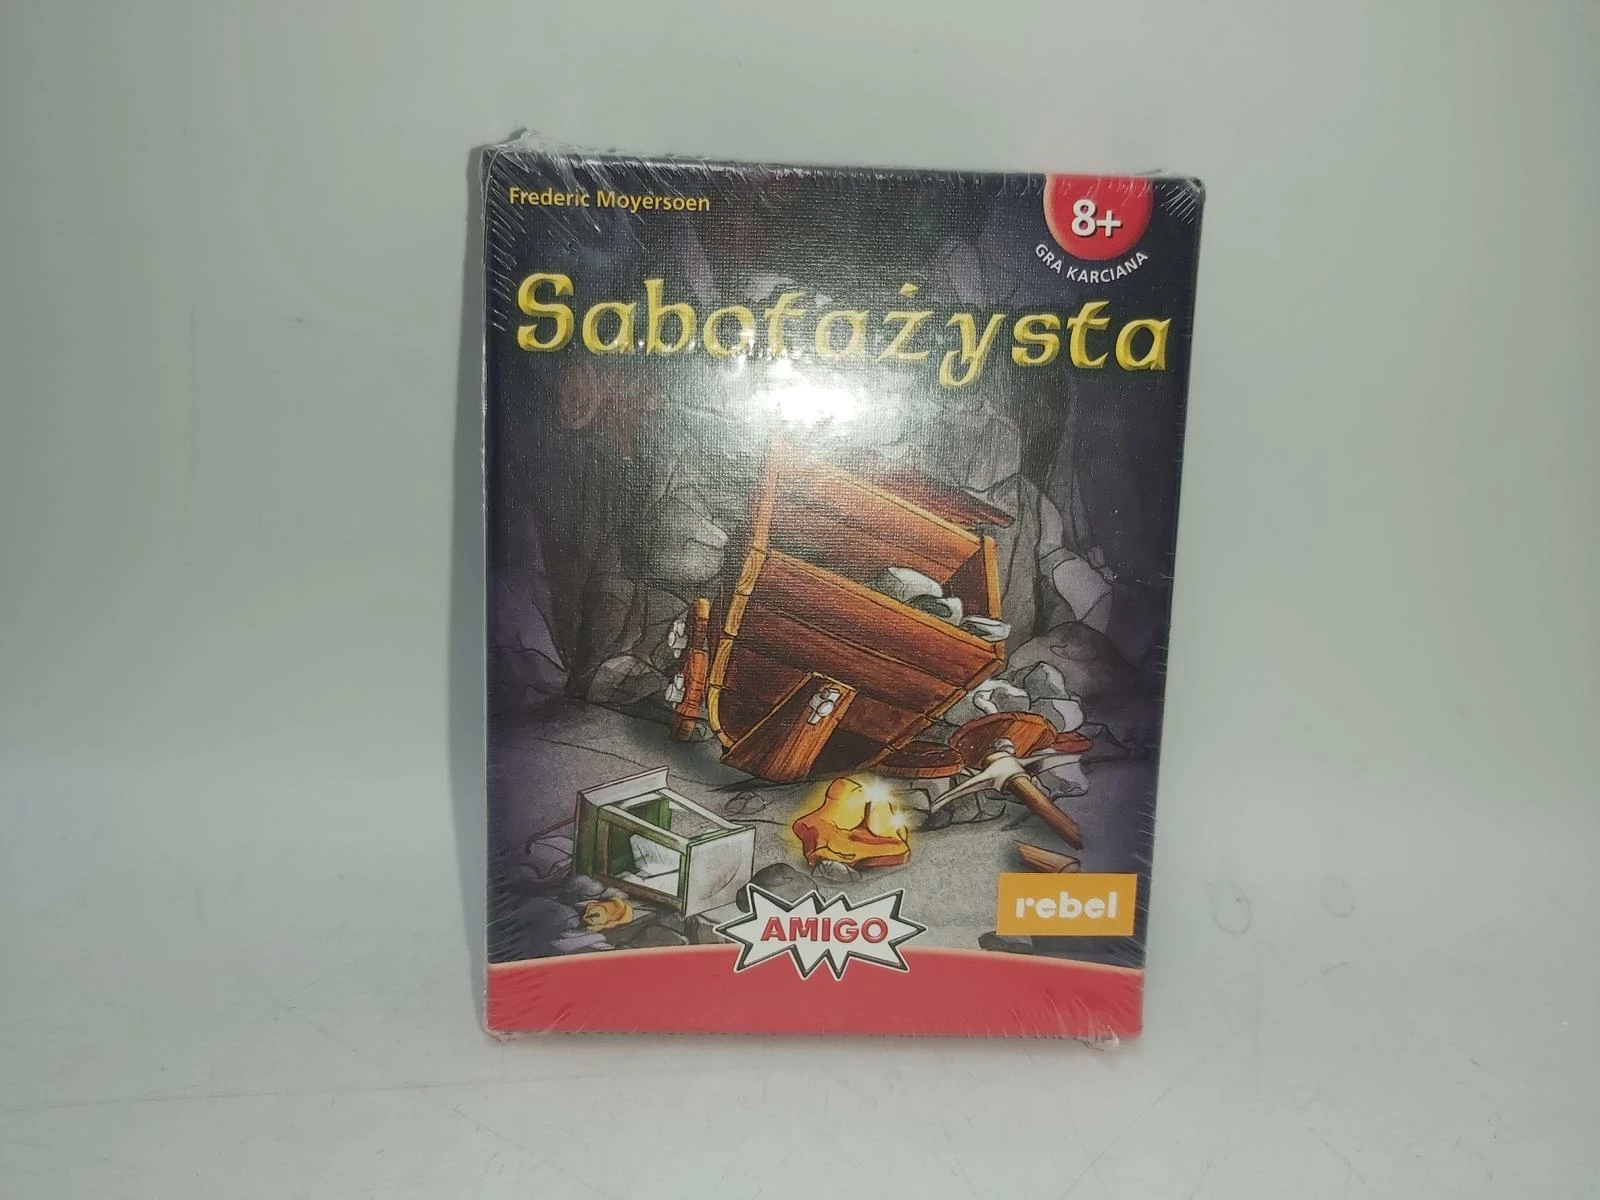 Frederic Moyersoen
8+
GRA KARCIANA
Sabotażysta
rebel
AMIGO